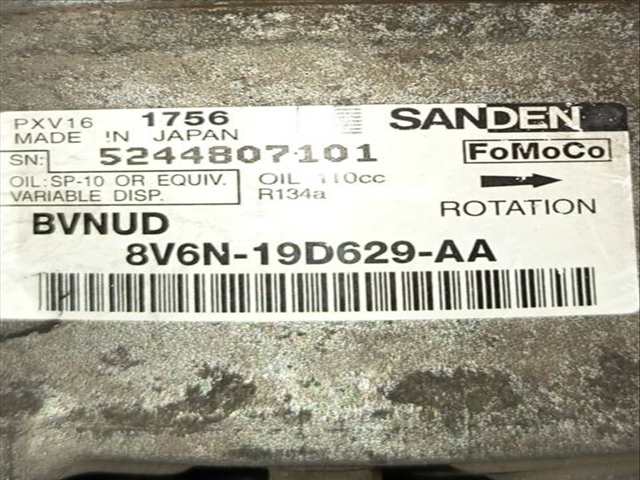 PXV16 1756 SANDEN
MADE IN JAPAN
SN: 5244807101 FoMoCo
OIL:SP-10 OR EQUIV. OIL 110cc
VARIABLE DISP. R134a
ROTATION
BVNUD
8V6N-19D629-AA